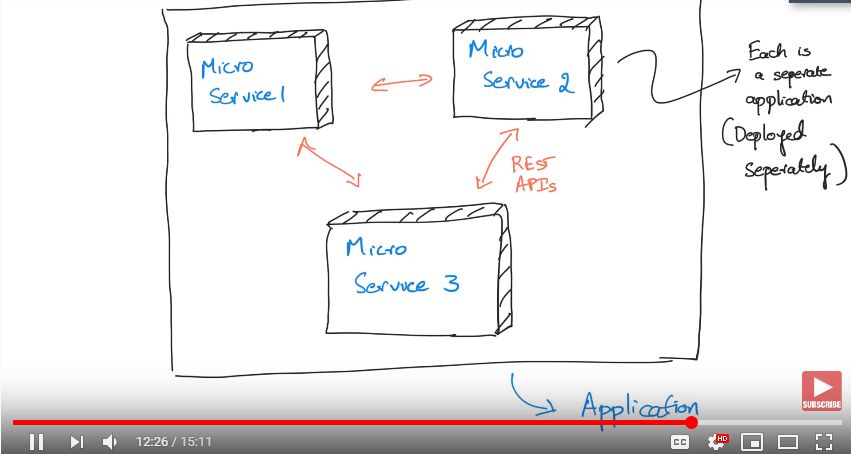 Micro
Service 1
Micro
Service 2
Each is
a seperate
application
(Deployed
seperately)
REST
APIs
Micro
Service 3
Application
SUBSCRIBE
12:26 / 15:11
CC
HD